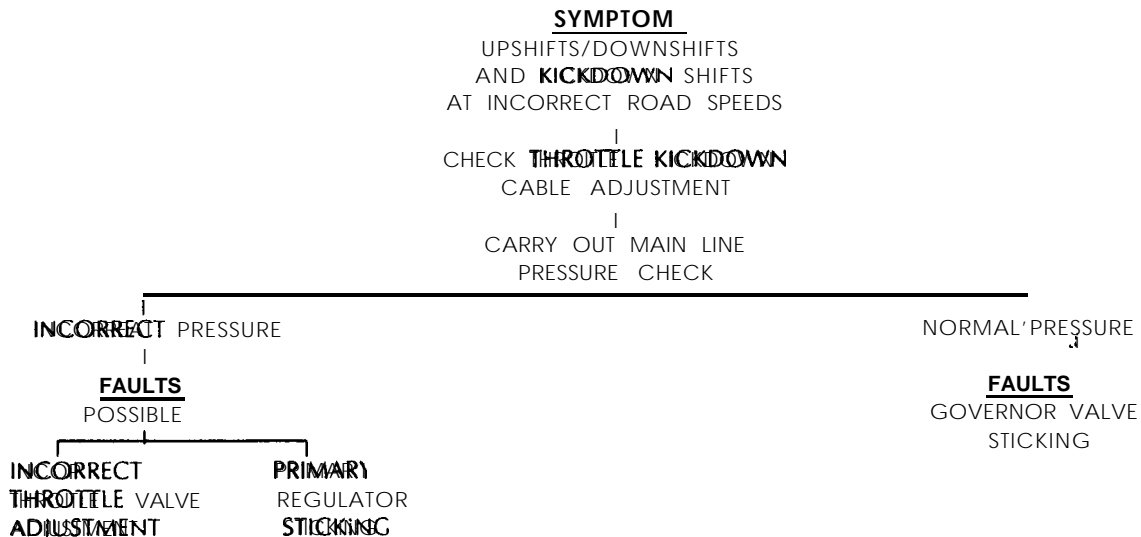 SYMPTOM
UPSHIFTS/DOWNSHIFTS
AND KICKDOWN SHIFTS
AT INCORRECT ROAD SPEEDS
CHECK THROTTLE KICKDOWN
CABLE ADJUSTMENT
CARRY OUT MAIN LINE
PRESSURE CHECK
INCORRECT PRESSURE
NORMAL'PRESSURE
FAULTS
POSSIBLE
FAULTS
GOVERNOR VALVE
STICKING
INCORRECT
THROTTLE VALVE
ADJUSTMENT
PRIMARY
REGULATOR
STICKING